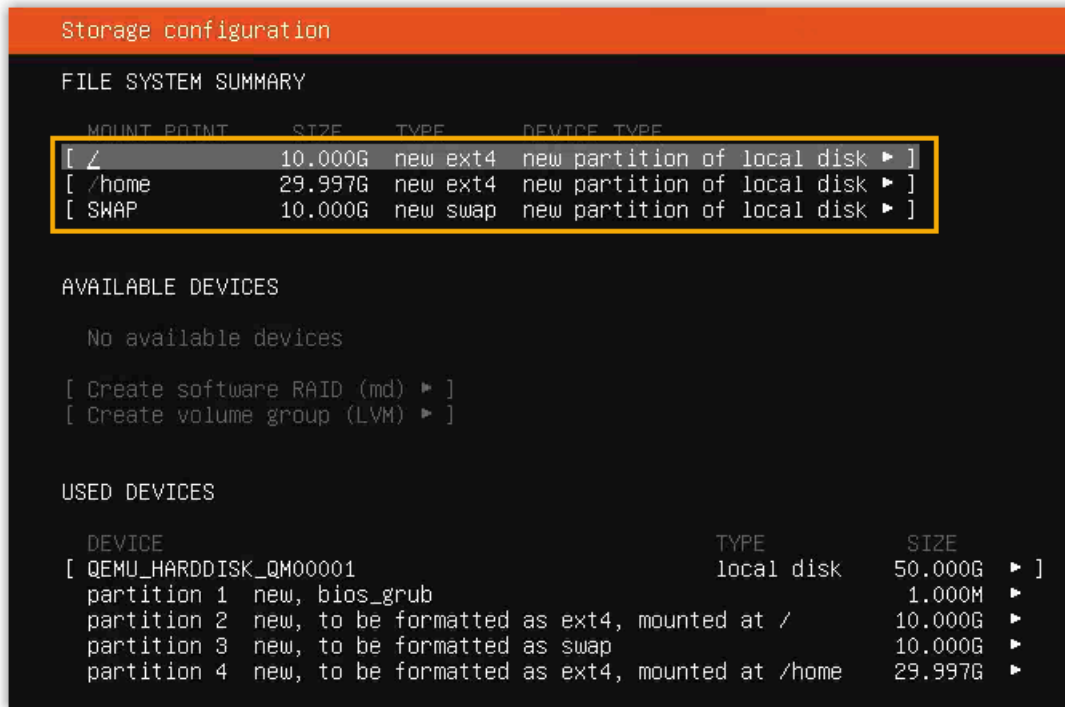 Storage configuration
FILE SYSTEM SUMMARY
MOUNT POINT SIZE TYPE DEVICE TYPE
[ / 10.000G new ext4 new partition of local disk ▸ ]
[ /home 29.997G new ext4 new partition of local disk ▸ ]
[ SWAP 10.000G new swap new partition of local disk ▸ ]
AVAILABLE DEVICES
No available devices
[ Create software RAID (md) ▸ ]
[ Create volume group (LVM) ▸ ]
USED DEVICES
DEVICE TYPE SIZE
[ QEMU_HARDDISK_QM00001 local disk 50.000G ▸ ]
partition 1 new, bios_grub 1.000M ▸
partition 2 new, to be formatted as ext4, mounted at / 10.000G ▸
partition 3 new, to be formatted as swap 10.000G ▸
partition 4 new, to be formatted as ext4, mounted at /home 29.997G ▸